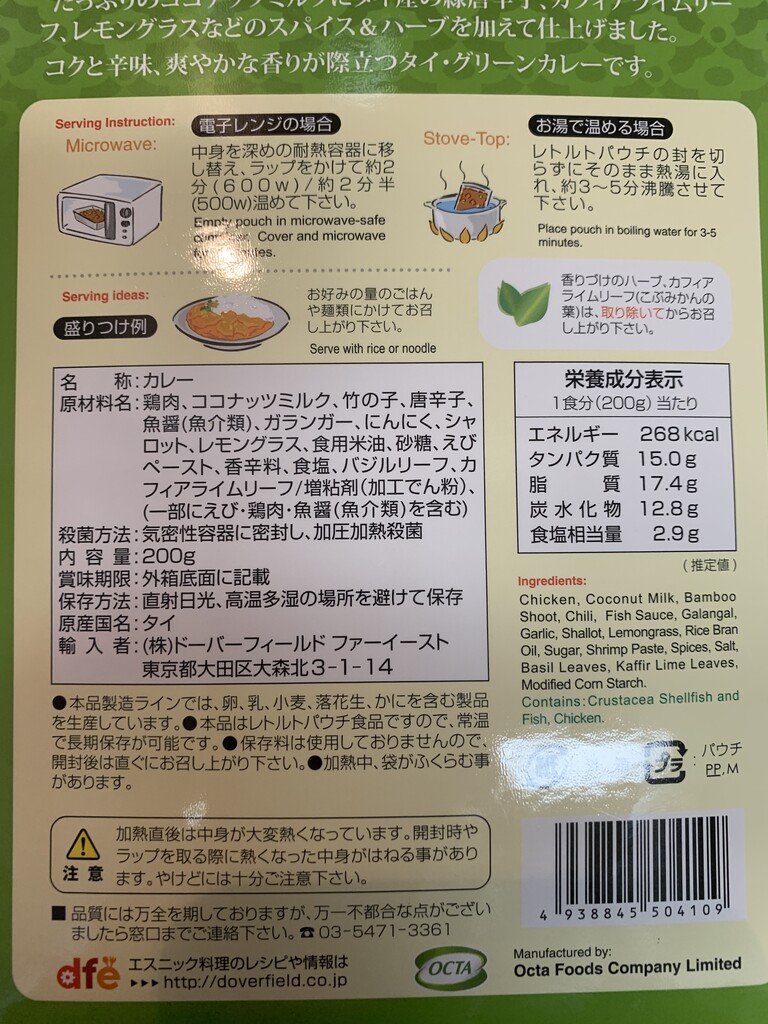 たっぷりのココナッツミルクにタイ産の緑唐辛子、カフィアライムリー
フ、レモングラスなどのスパイス＆ハーブを加えて仕上げました。
コクと辛味、爽やかな香りが際立つタイ・グリーンカレーです。
Serving Instruction:
電子レンジの場合
Microwave:
中身を深めの耐熱容器に移
し替え、ラップをかけて約2
分(600w)/約2分半
(500w)温めて下さい。
Empty pouch in microwave-safe
Cover and microwave
Stove-Top:
お湯で温める場合
レトルトパウチの封を切
らずにそのまま熱湯に入
れ、約3〜5分沸騰させて
下さい。
Place pouch in boiling water for 3-5
minutes.
Serving ideas:
盛りつけ例
お好みの量のごはん
や麺類にかけてお召
し上がり下さい。
Serve with rice or noodle
香りづけのハーブ、カフィア
ライムリーフ(こぶみかんの
葉)は、取り除いてからお召
し上がり下さい。
名 称:カレー
原材料名:鶏肉、ココナッツミルク、竹の子、唐辛子、
魚醤(魚介類)、ガランガー、にんにく、シャ
ロット、レモングラス、食用米油、砂糖、えび
ペースト、香辛料、食塩、バジルリーフ、カ
フィアライムリーフ/増粘剤(加工でん粉)、
(一部にえび・鶏肉・魚醤(魚介類)を含む)
殺菌方法:気密性容器に密封し、加圧加熱殺菌
内容量:200g
賞味期限:外箱底面に記載
保存方法:直射日光、高温多湿の場所を避けて保存
原産国名:タイ
輸入者:(株)ドーバーフィールド ファーイースト
東京都大田区大森北3-1-14
栄養成分表示
1食分(200g)当たり
エネルギー 268kcal
タンパク質 15.0g
脂質 17.4g
炭水化物 12.8g
食塩相当量 2.9g
(推定値)
Ingredients:
Chicken, Coconut Milk, Bamboo
Shoot, Chili, Fish Sauce, Galangal,
Garlic, Shallot, Lemongrass, Rice Bran
Oil, Sugar, Shrimp Paste, Spices, Salt,
Basil Leaves, Kaffir Lime Leaves,
Modified Corn Starch.
Contains:Crustacea Shellfish and
Fish, Chicken.
●本品製造ラインでは、卵、乳、小麦、落花生、かにを含む製品
を生産しています。●本品はレトルトパウチ食品ですので、常温
で長期保存が可能です。●保存料は使用しておりませんので、
開封後は直ぐにお召し上がり下さい。●加熱中、袋がふくらむ事
があります。
プラ
:パウチ
PP,M
注意
加熱直後は中身が大変熱くなっています。開封時や
ラップを取る際に熱くなった中身がはねる事があり
ます。やけどには十分ご注意下さい。
■ 品質には万全を期しておりますが、万一不都合な点がござい
ましたら窓口までご連絡下さい。☎03-5471-3361
4 938845 504109
dfe
エスニック料理のレシピや情報は
▸▸▸ http://doverfield.co.jp
OCTA
Manufactured by:
Octa Foods Company Limited